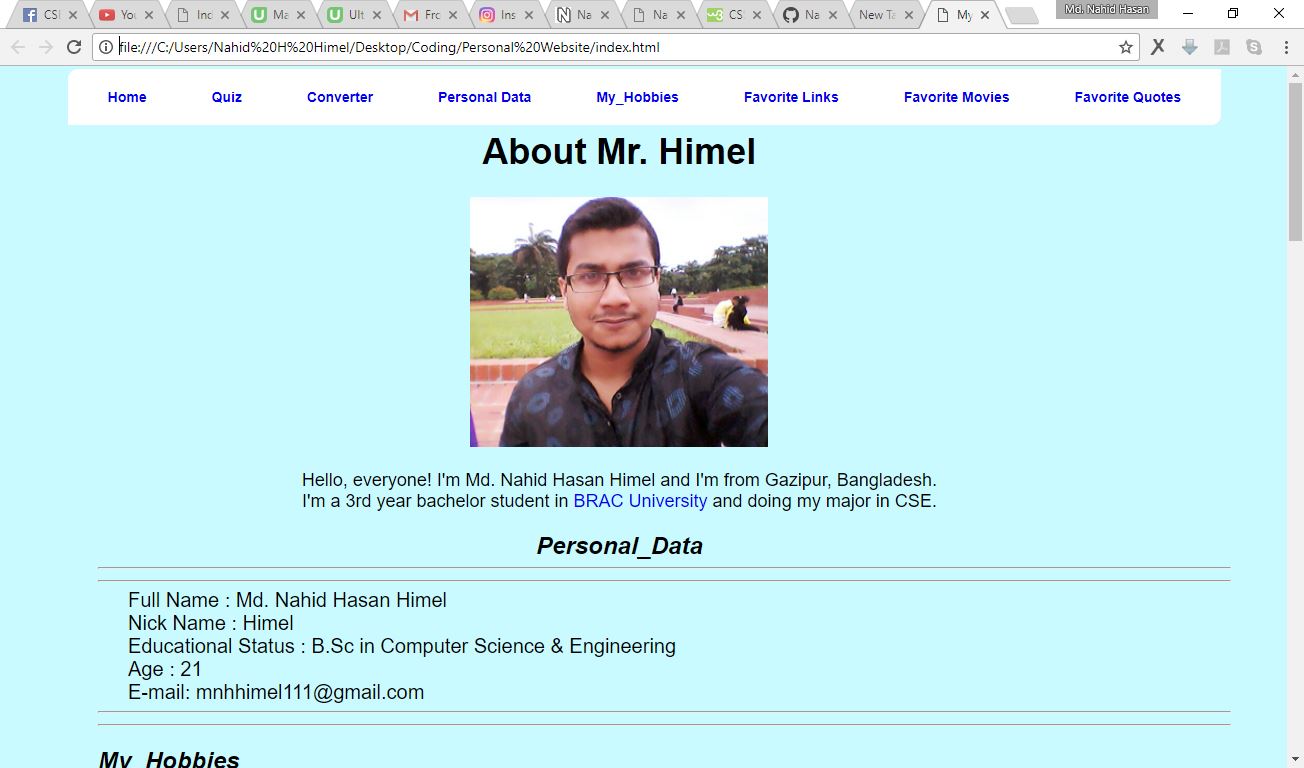 CS
You
Ind
Ma
Ult
Fro
Ins
Na
Na
CS
Na
New Ta
My
Md. Nahid Hasan
file:///C:/Users/Nahid%20H%20Himel/Desktop/Coding/Personal%20Website/index.html
Home Quiz Converter Personal Data My_Hobbies Favorite Links Favorite Movies Favorite Quotes
About Mr. Himel
Hello, everyone! I'm Md. Nahid Hasan Himel and I'm from Gazipur, Bangladesh.
I'm a 3rd year bachelor student in BRAC University and doing my major in CSE.
Personal_Data
Full Name : Md. Nahid Hasan Himel
Nick Name : Himel
Educational Status : B.Sc in Computer Science & Engineering
Age : 21
E-mail: mnhhimel111@gmail.com
My_Hobbies